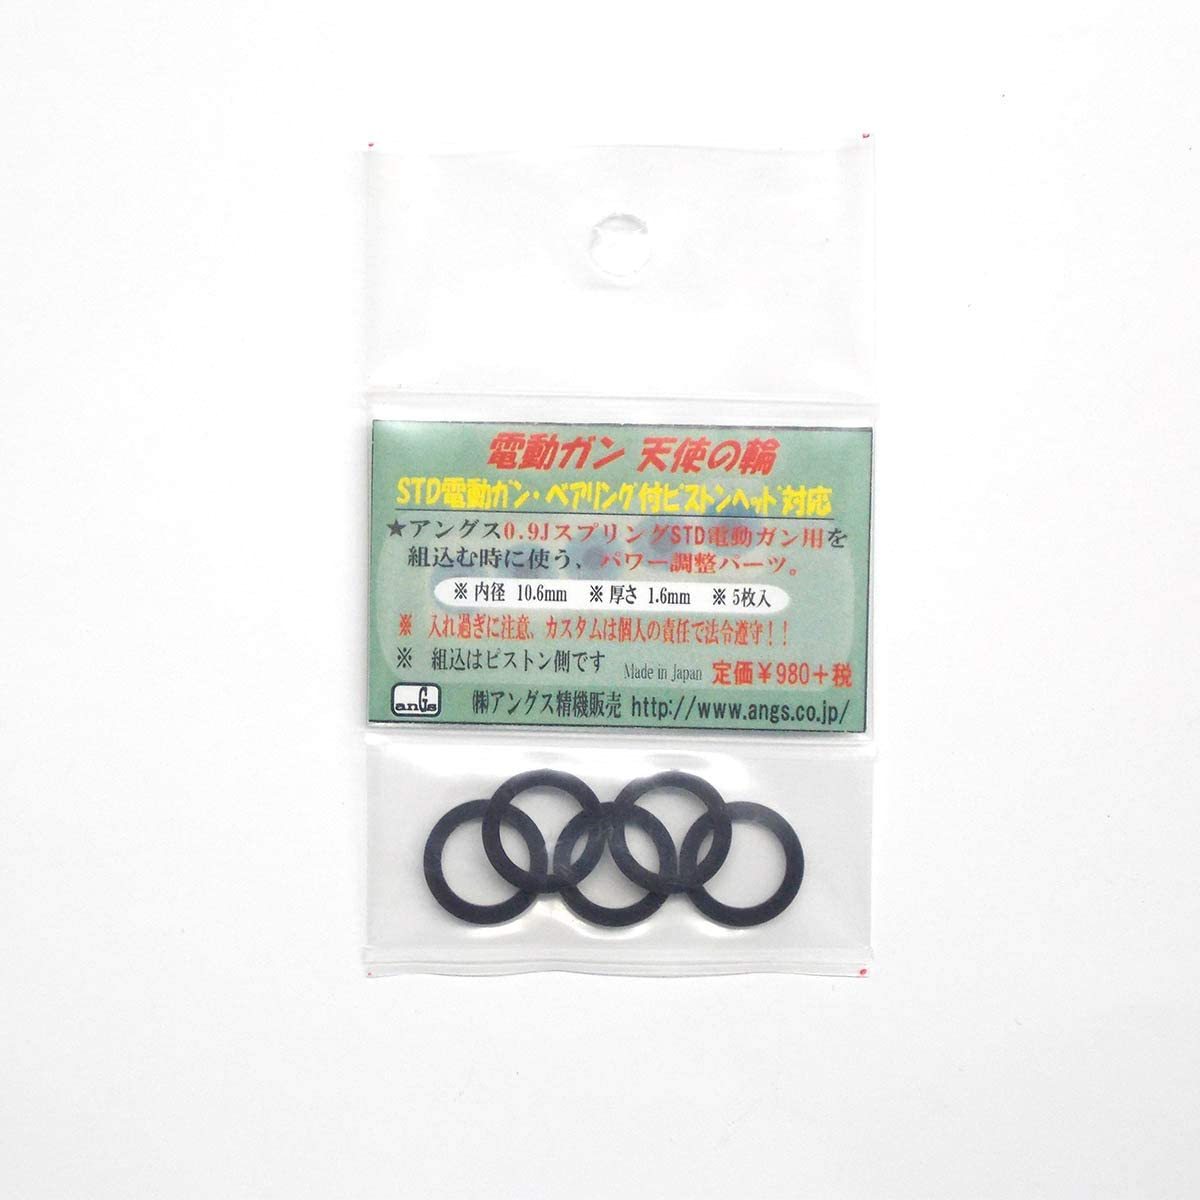 電動ガン 天使の輪
STD電動ガン・ベアリング付ピストンヘッド対応
★アングス0.9JスプリングSTD電動ガン用を
組込む時に使う、パワー調整パーツ。
※内径 10.6mm ※厚さ 1.6mm ※5枚入
※ 入れ過ぎに注意、カスタムは個人の責任で法令遵守！！
※ 組込はピストン側です Made in Japan 定価￥980＋税
anGs ㈱アングス精機販売 http://www.angs.co.jp/